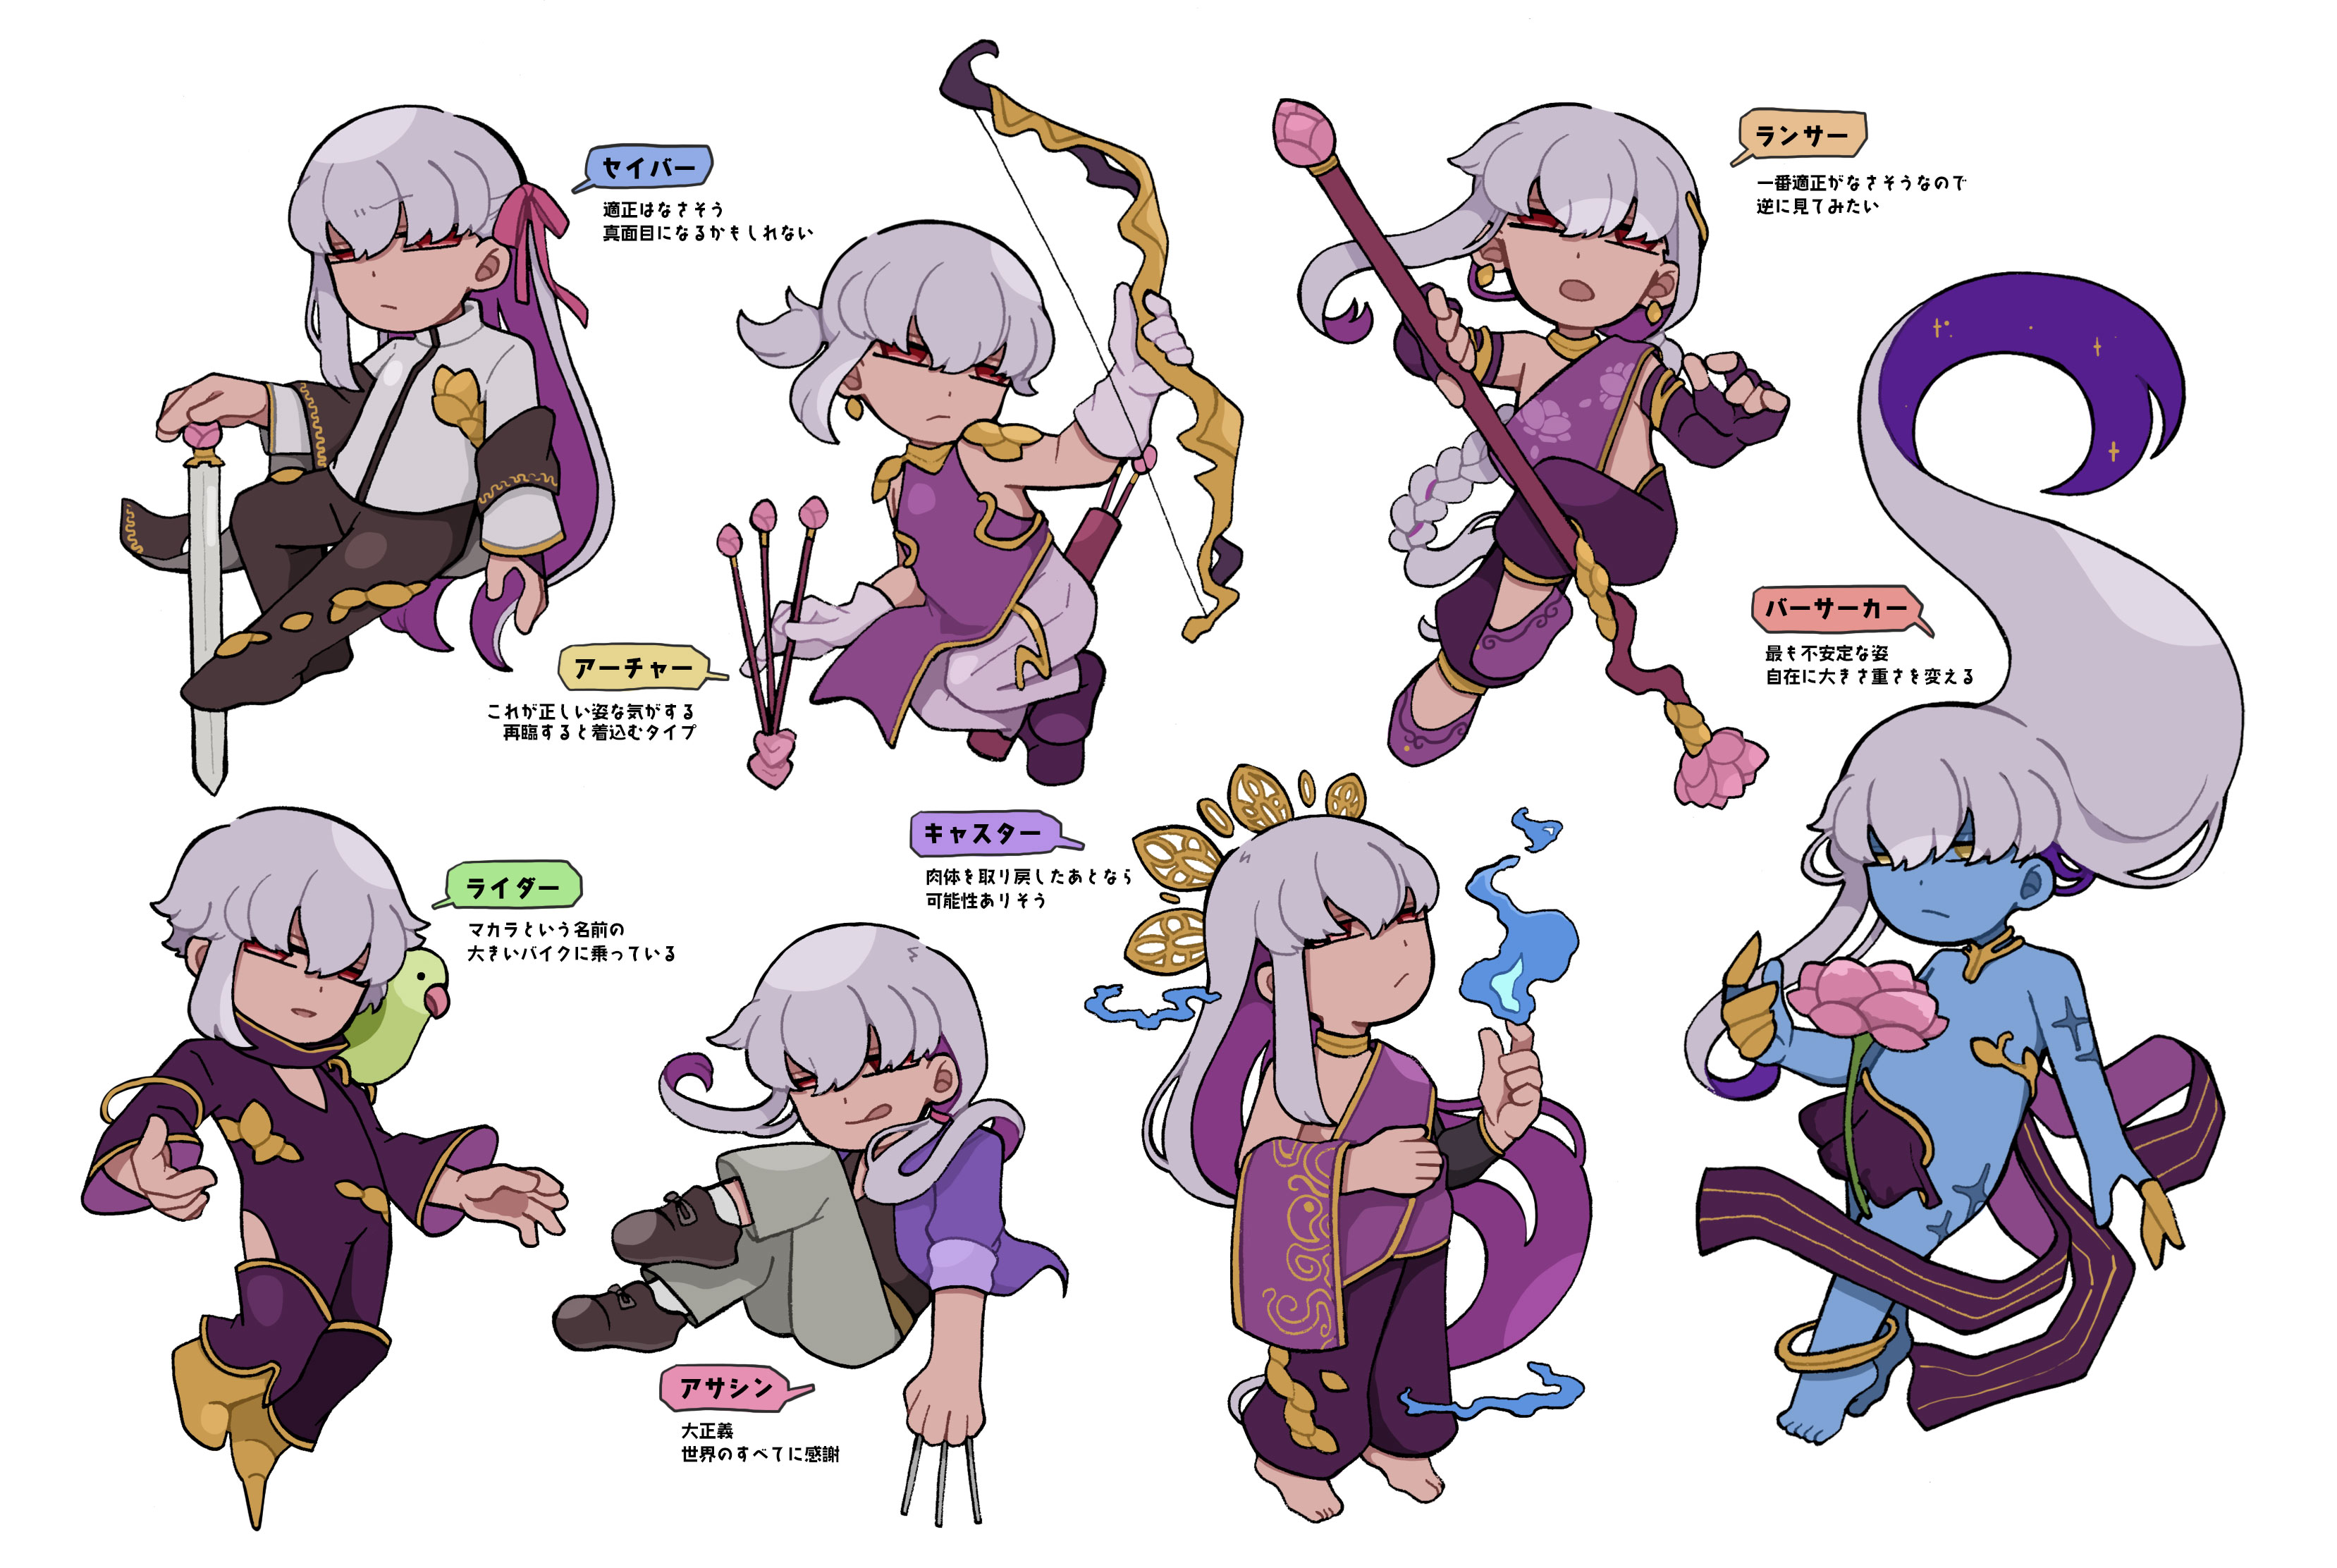 セイバー
適正はなさそう
真面目になるかもしれない
アーチャー
これが正しい姿な気がする
再臨すると着込むタイプ
ランサー
一番適正がなさそうなので
逆に見てみたい
バーサーカー
最も不安定な姿
自在に大きさ重さを変える
ライダー
マカラという名前の
大きいバイクに乗っている
アサシン
大正義
世界のすべてに感謝
キャスター
肉体を取り戻したあとなら
可能性ありそう